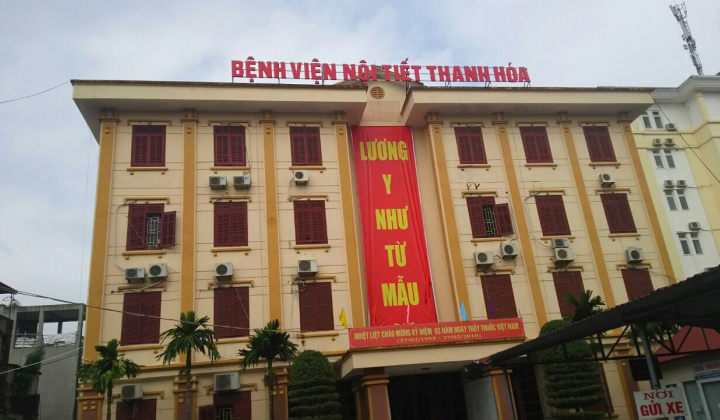 BỆNH VIỆN NỘI TIẾT THANH HÓA
LƯƠNG
Y
NHƯ
TỪ
MẪU
NHIỆT LIỆT CHÀO MỪNG KỶ NIỆM 63 NĂM NGÀY THẦY THUỐC VIỆT NAM
NƠI
GỬI XE